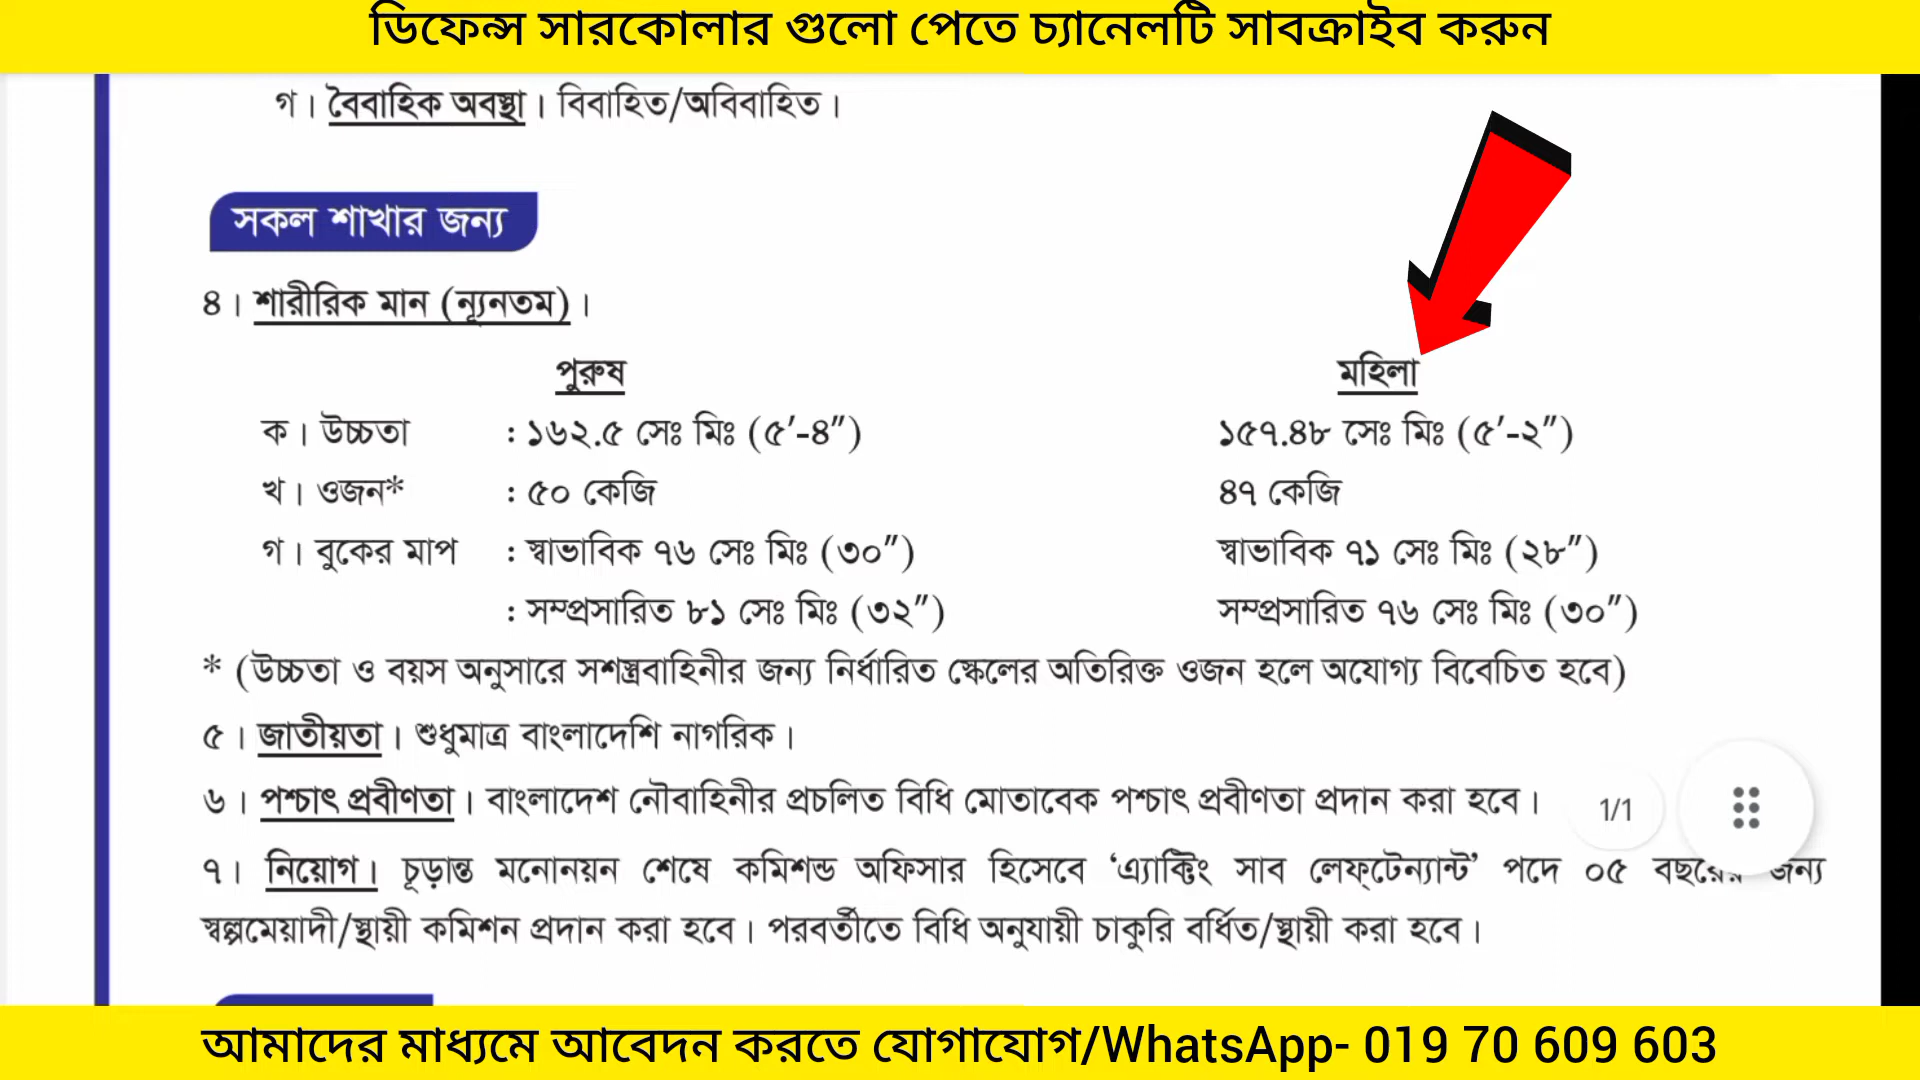 ডিফেন্স সারকোলার গুলো পেতে চ্যানেলটি সাবক্রাইব করুন
গ। বৈবাহিক অবস্থা। বিবাহিত/অবিবাহিত।
সকল শাখার জন্য
৪। শারীরিক মান (ন্যূনতম)।
পুরুষ মহিলা
ক। উচ্চতা : ১৬২.৫ সেঃ মিঃ (৫′-৪″) ১৫৭.৪৮ সেঃ মিঃ (৫′-২″)
খ। ওজন* : ৫০ কেজি ৪৭ কেজি
গ। বুকের মাপ : স্বাভাবিক ৭৬ সেঃ মিঃ (৩০″) স্বাভাবিক ৭১ সেঃ মিঃ (২৮″)
: সম্প্রসারিত ৮১ সেঃ মিঃ (৩২″) সম্প্রসারিত ৭৬ সেঃ মিঃ (৩০″)
* (উচ্চতা ও বয়স অনুসারে সশস্ত্রবাহিনীর জন্য নির্ধারিত স্কেলের অতিরিক্ত ওজন হলে অযোগ্য বিবেচিত হবে)
৫। জাতীয়তা। শুধুমাত্র বাংলাদেশি নাগরিক।
৬। পশ্চাৎ প্রবীণতা। বাংলাদেশ নৌবাহিনীর প্রচলিত বিধি মোতাবেক পশ্চাৎ প্রবীণতা প্রদান করা হবে।
1/1
৭। নিয়োগ। চূড়ান্ত মনোনয়ন শেষে কমিশন্ড অফিসার হিসেবে ‘এ্যাক্টিং সাব লেফ্‌টেন্যান্ট’ পদে ০৫ বছরের জন্য
স্বল্পমেয়াদী/স্থায়ী কমিশন প্রদান করা হবে। পরবর্তীতে বিধি অনুযায়ী চাকুরি বর্ধিত/স্থায়ী করা হবে।
আমাদের মাধ্যমে আবেদন করতে যোগাযোগ/WhatsApp- 019 70 609 603